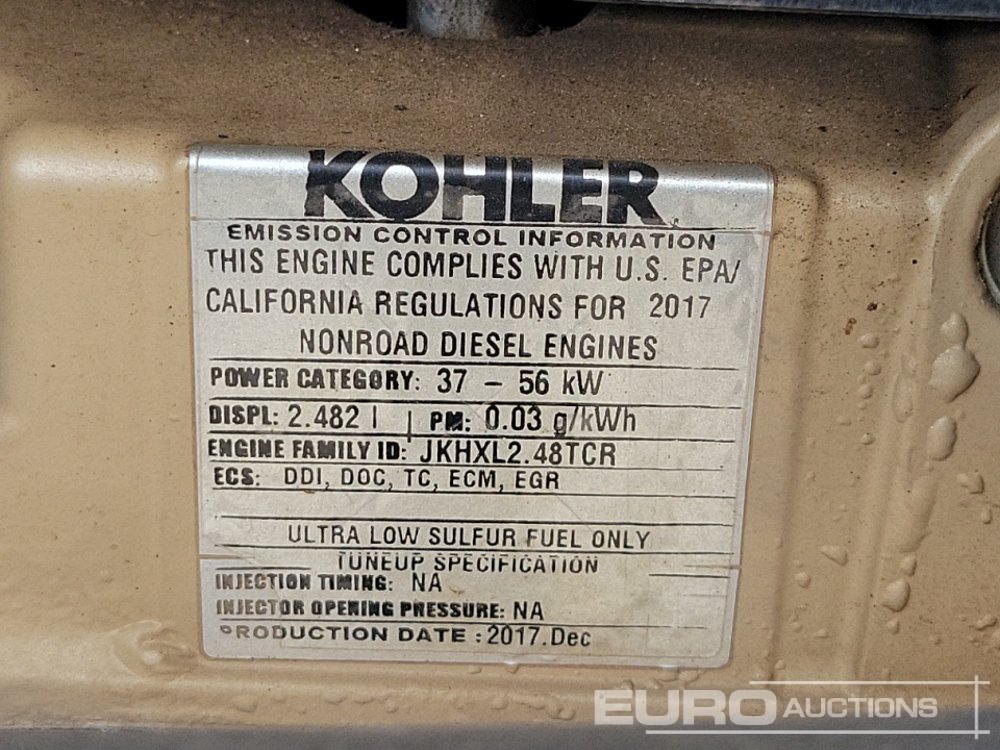 KOHLER
EMISSION CONTROL INFORMATION
THIS ENGINE COMPLIES WITH U.S. EPA/
CALIFORNIA REGULATIONS FOR 2017
NONROAD DIESEL ENGINES
POWER CATEGORY: 37 – 56 kW
DISPL: 2.482 l | PM: 0.03 g/kWh
ENGINE FAMILY ID: JKHXL2.48TCR
ECS: DDI, DOC, TC, ECM, EGR
ULTRA LOW SULFUR FUEL ONLY
TUNEUP SPECIFICATION
INJECTION TIMING: NA
INJECTOR OPENING PRESSURE: NA
PRODUCTION DATE : 2017.Dec
EURO AUCTIONS